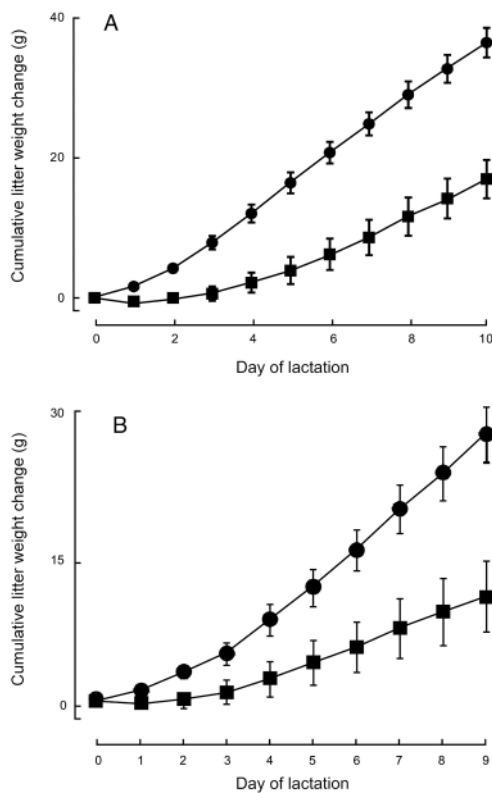 A
Cumulative litter weight change (g)
40
20
0
0 2 4 6 8 10
Day of lactation
B
Cumulative litter weight change (g)
30
15
0
0 1 2 3 4 5 6 7 8 9
Day of lactation